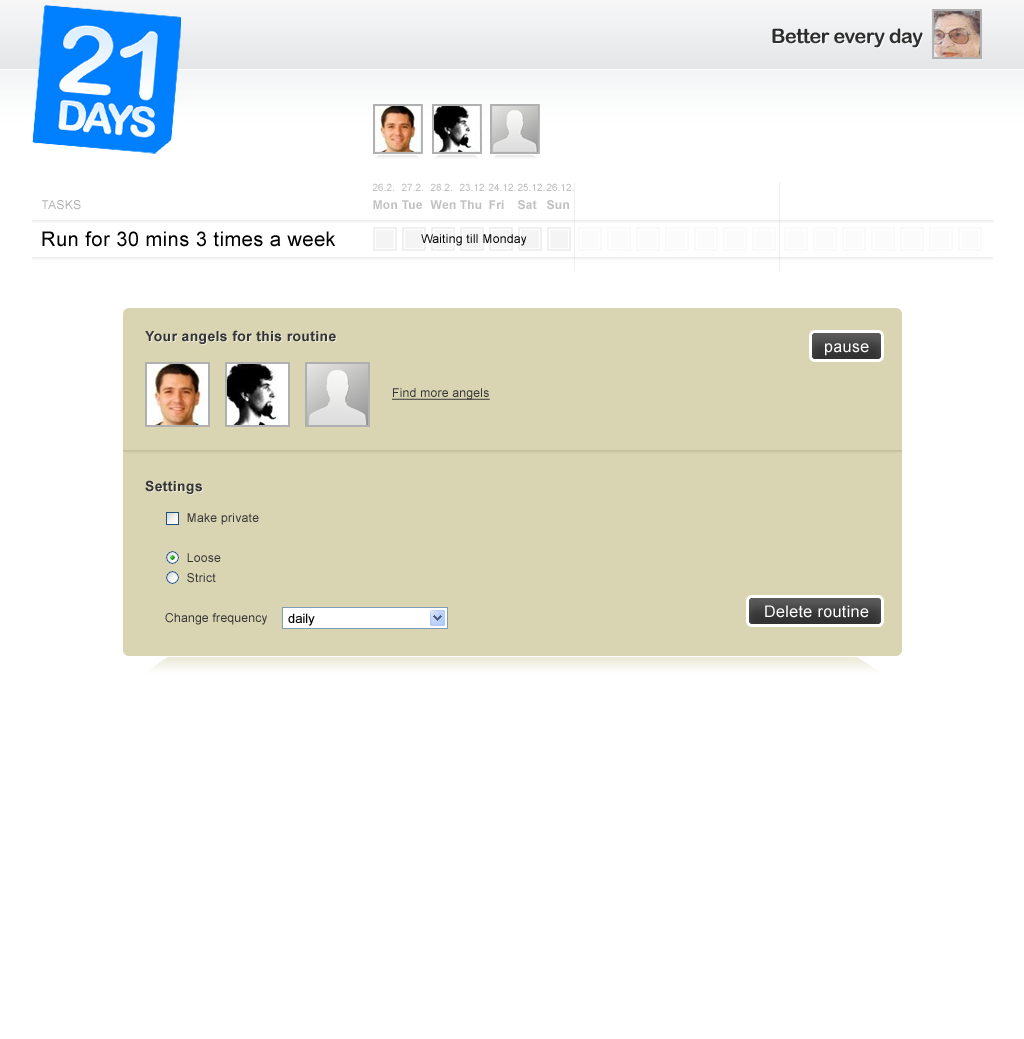 21
DAYS
Better every day
26.2. 27.2. 28.2. 23.12. 24.12. 25.12. 26.12.
TASKS Mon Tue Wen Thu Fri Sat Sun
Run for 30 mins 3 times a week Waiting till Monday
Your angels for this routine
pause
Find more angels
Settings
Make private
Loose
Strict
Change frequency daily
Delete routine